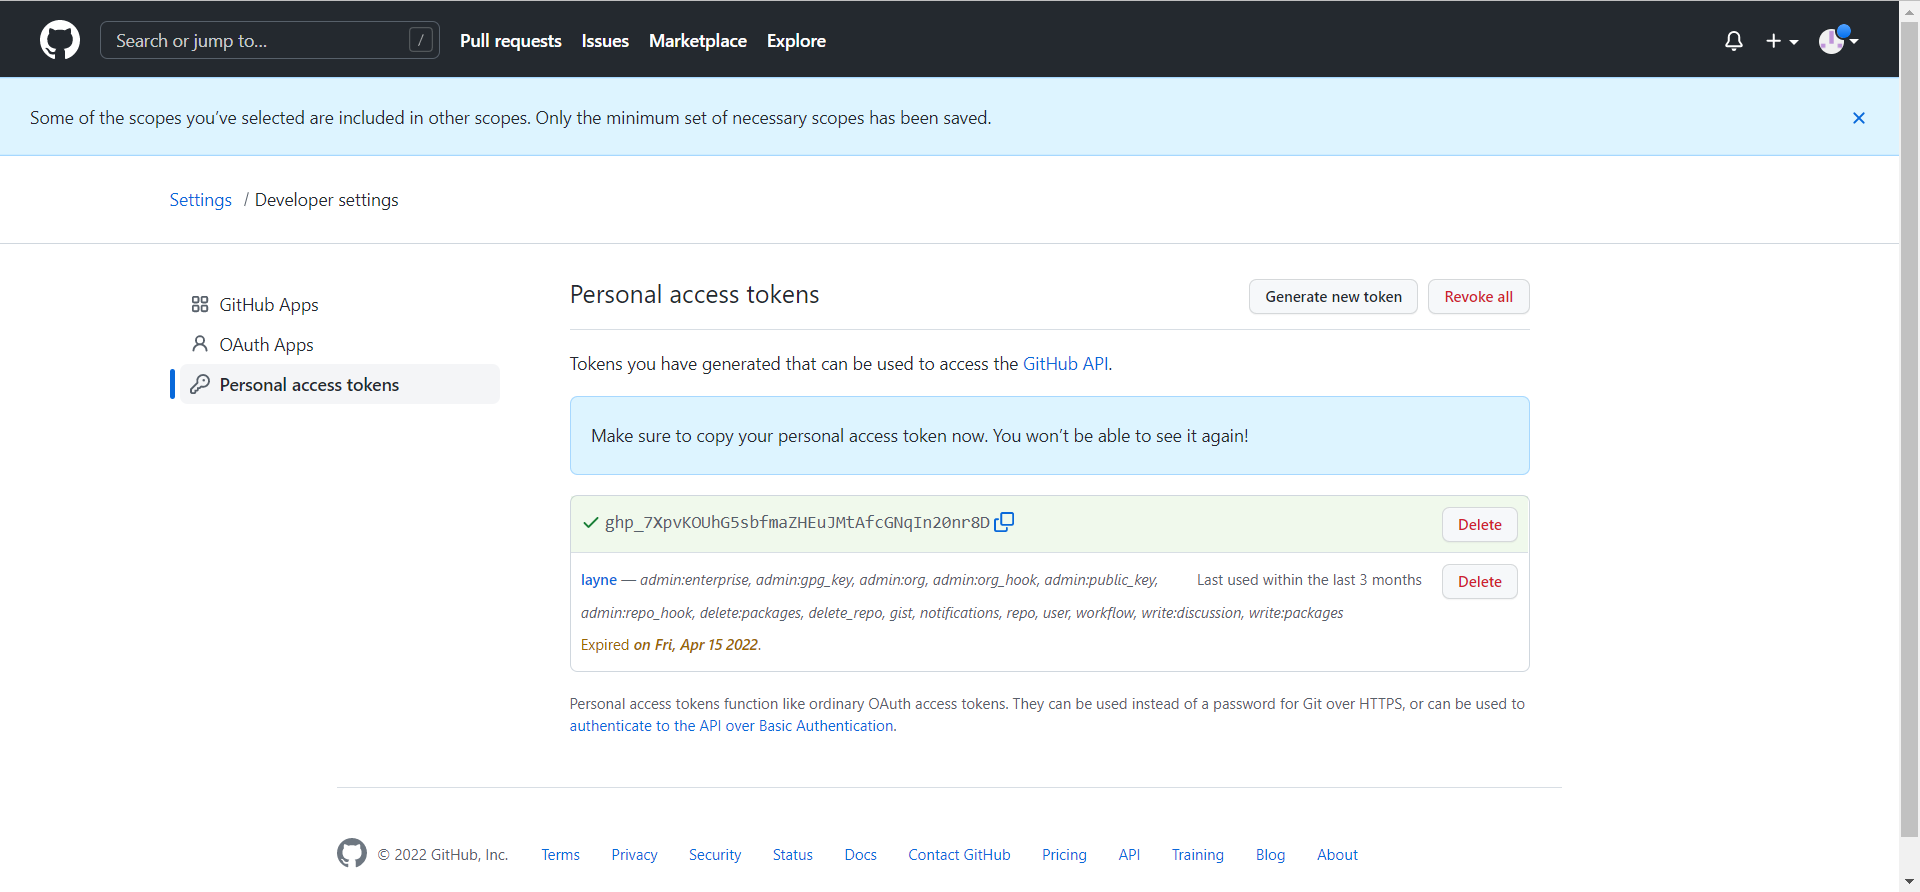 Search or jump to... /
Pull requests Issues Marketplace Explore
Some of the scopes you've selected are included in other scopes. Only the minimum set of necessary scopes has been saved.
Settings / Developer settings
GitHub Apps
OAuth Apps
Personal access tokens
Personal access tokens
Generate new token
Revoke all
Tokens you have generated that can be used to access the GitHub API.
Make sure to copy your personal access token now. You won't be able to see it again!
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
Delete
layne — admin:enterprise, admin:gpg_key, admin:org, admin:org_hook, admin:public_key,
Last used within the last 3 months
Delete
admin:repo_hook, delete:packages, delete_repo, gist, notifications, repo, user, workflow, write:discussion, write:packages
Expired on Fri, Apr 15 2022.
Personal access tokens function like ordinary OAuth access tokens. They can be used instead of a password for Git over HTTPS, or can be used to
authenticate to the API over Basic Authentication.
© 2022 GitHub, Inc. Terms Privacy Security Status Docs Contact GitHub Pricing API Training Blog About